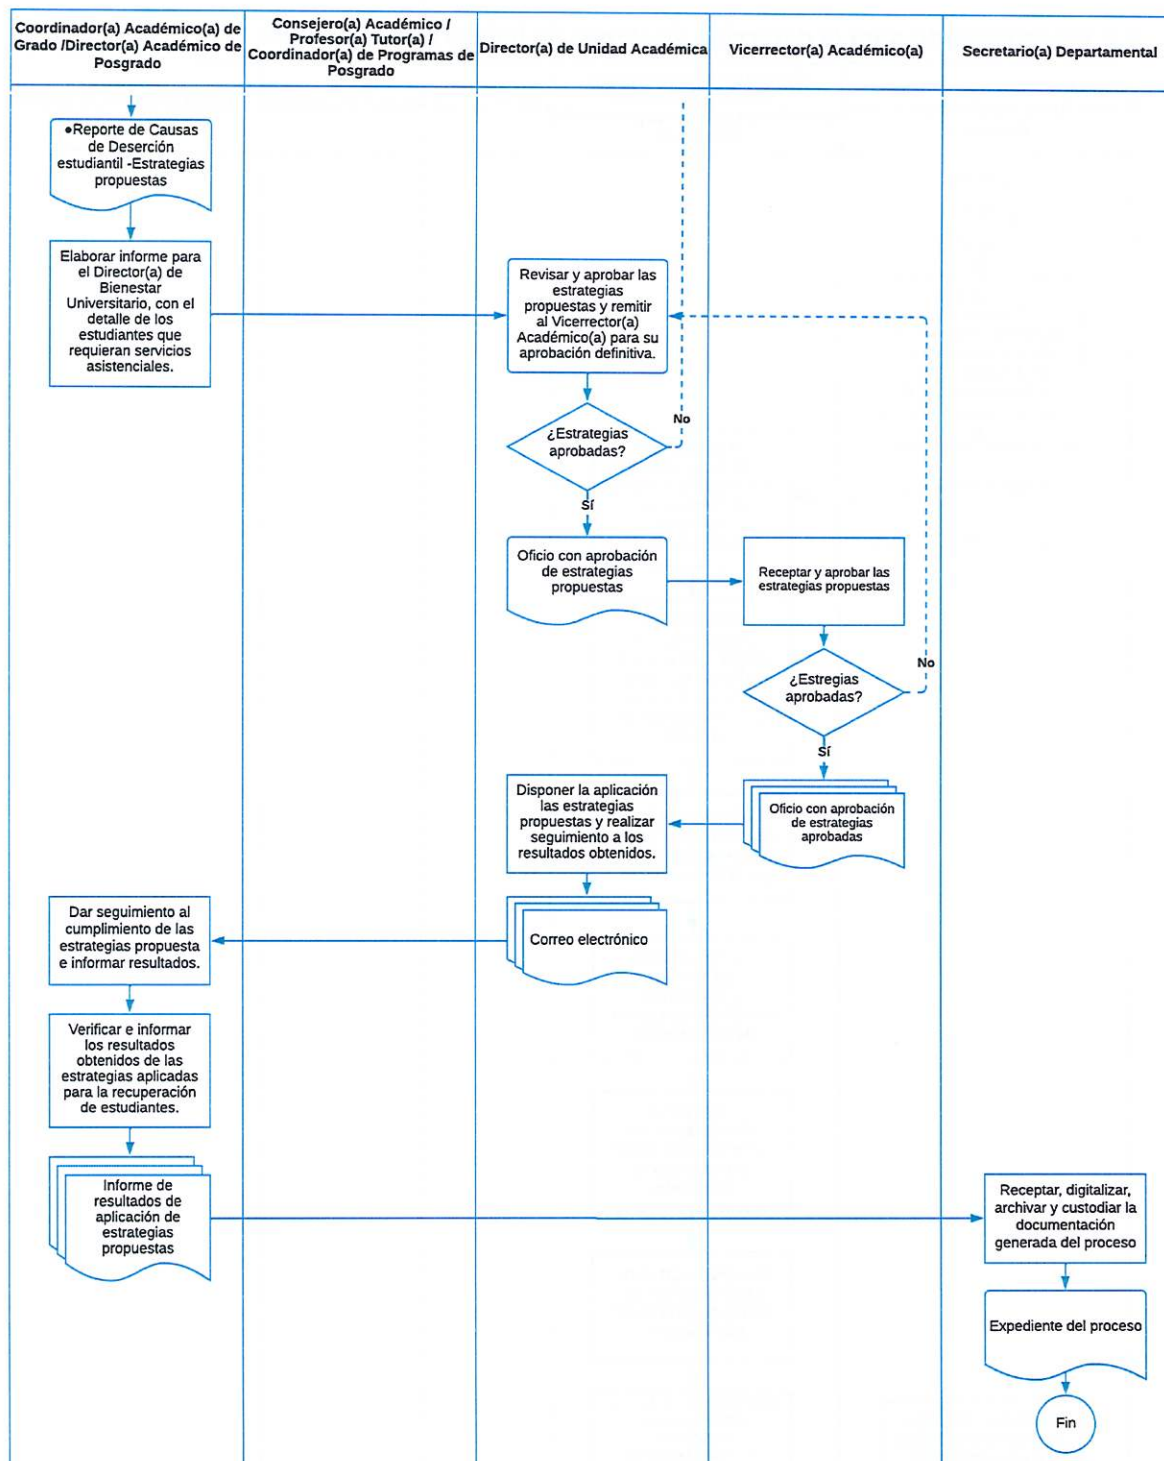 Coordinador(a) Académico(a) de
Grado /Director(a) Académico de
Posgrado
Consejero(a) Académico /
Profesor(a) Tutor(a) /
Coordinador(a) de Programas de
Posgrado
Director(a) de Unidad Académica
Vicerrector(a) Académico(a)
Secretario(a) Departamental
●Reporte de Causas
de Deserción
estudiantil -Estrategias
propuestas
Elaborar informe para
el Director(a) de
Bienestar
Universitario, con el
detalle de los
estudiantes que
requieran servicios
asistenciales.
Revisar y aprobar las
estrategias
propuestas y remitir
al Vicerrector(a)
Académico(a) para su
aprobación definitiva.
No
¿Estrategias
aprobadas?
Sí
Oficio con aprobación
de estrategias
propuestas
Receptar y aprobar las
estrategias propuestas
No
¿Estregias
aprobadas?
Sí
Oficio con aprobación
de estrategias
aprobadas
Disponer la aplicación
las estrategias
propuestas y realizar
seguimiento a los
resultados obtenidos.
Correo electrónico
Dar seguimiento al
cumplimiento de las
estrategias propuesta
e informar resultados.
Verificar e informar
los resultados
obtenidos de las
estrategias aplicadas
para la recuperación
de estudiantes.
Informe de
resultados de
aplicación de
estrategias
propuestas
Receptar, digitalizar,
archivar y custodiar la
documentación
generada del proceso
Expediente del proceso
Fin